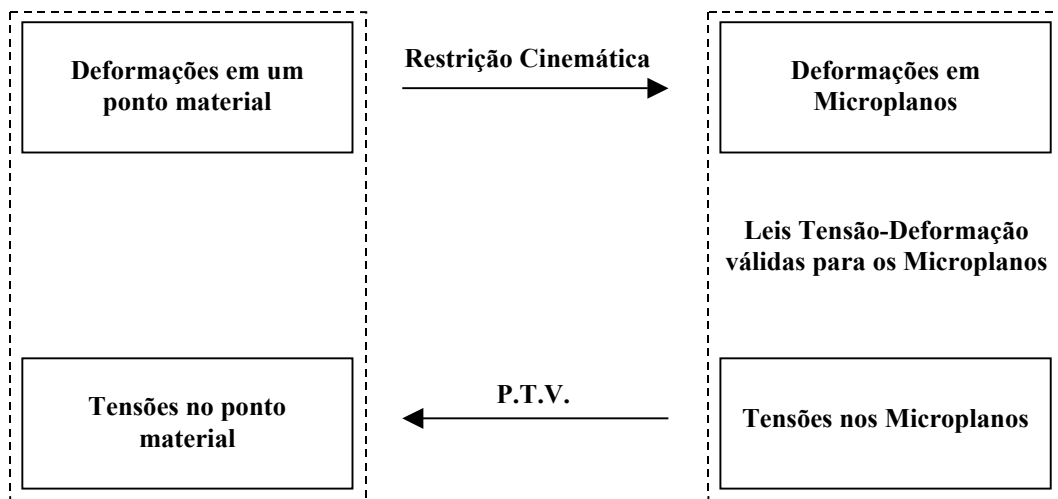 Deformações em um
ponto material
Restrição Cinemática
Deformações em
Microplanos
Leis Tensão-Deformação
válidas para os Microplanos
Tensões no ponto
material
P.T.V.
Tensões nos Microplanos